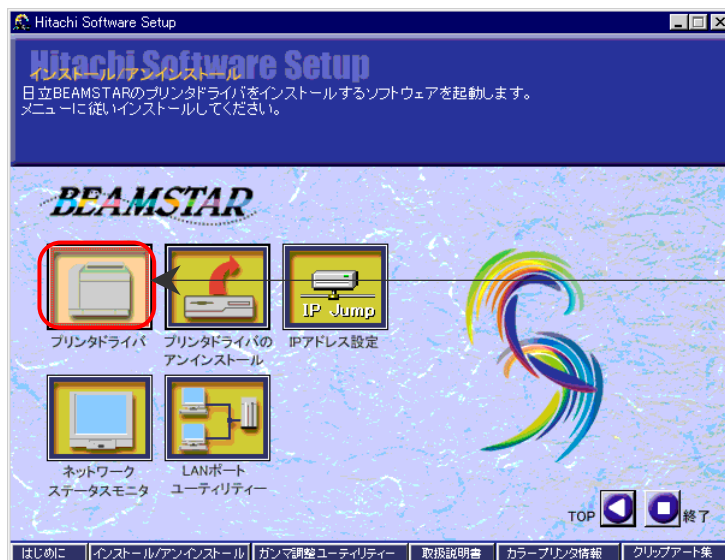 Hitachi Software Setup
Hitachi Software Setup
インストール/アンインストール
日立BEAMSTARのプリンタドライバをインストールするソフトウェアを起動します。
メニューに従いインストールしてください。
BEAMSTAR
IP Jump
プリンタドライバ
プリンタドライバの
アンインストール
IPアドレス設定
ネットワーク
ステータスモニタ
LANポート
ユーティリティー
TOP
終了
はじめに
インストール/アンインストール
ガンマ調整ユーティリティー
取扱説明書
カラープリンタ情報
クリップアート集